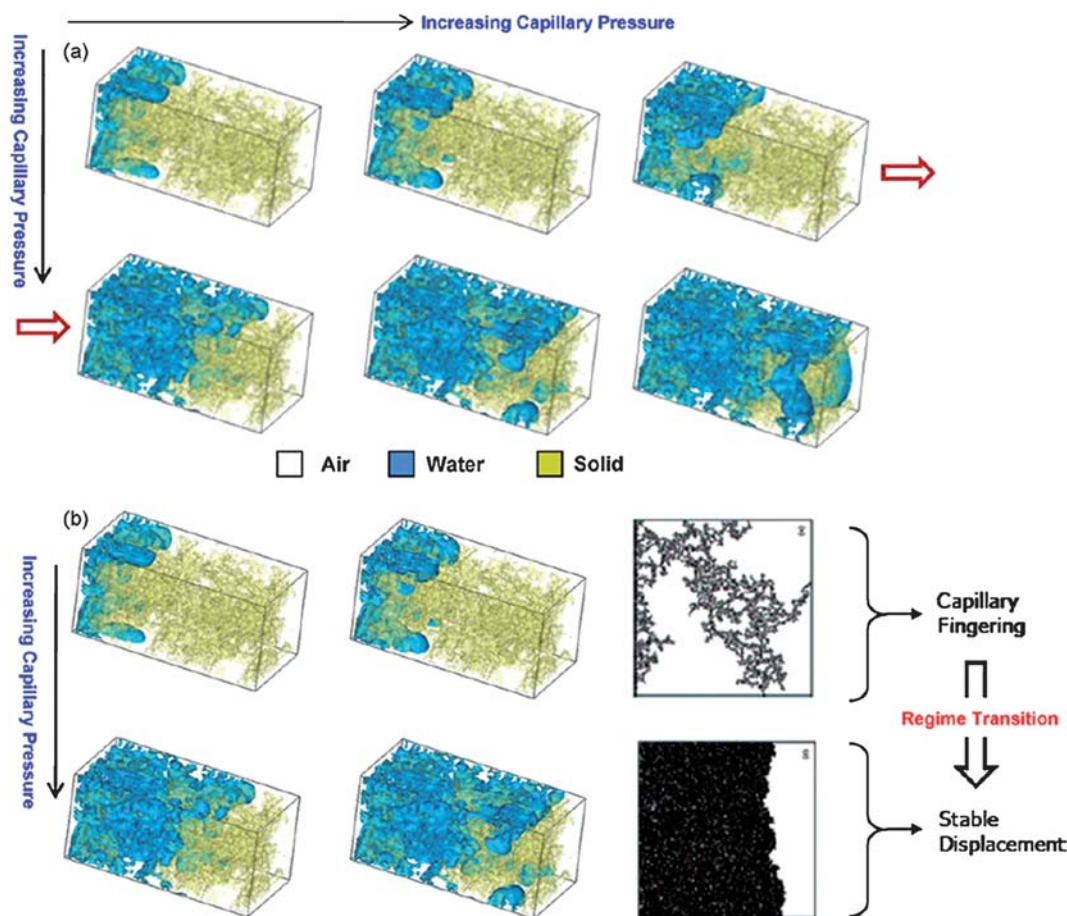 Increasing Capillary Pressure
Increasing Capillary Pressure
(a)
Air
Water
Solid
(b)
Increasing Capillary Pressure
Capillary
Fingering
Regime Transition
Stable
Displacement